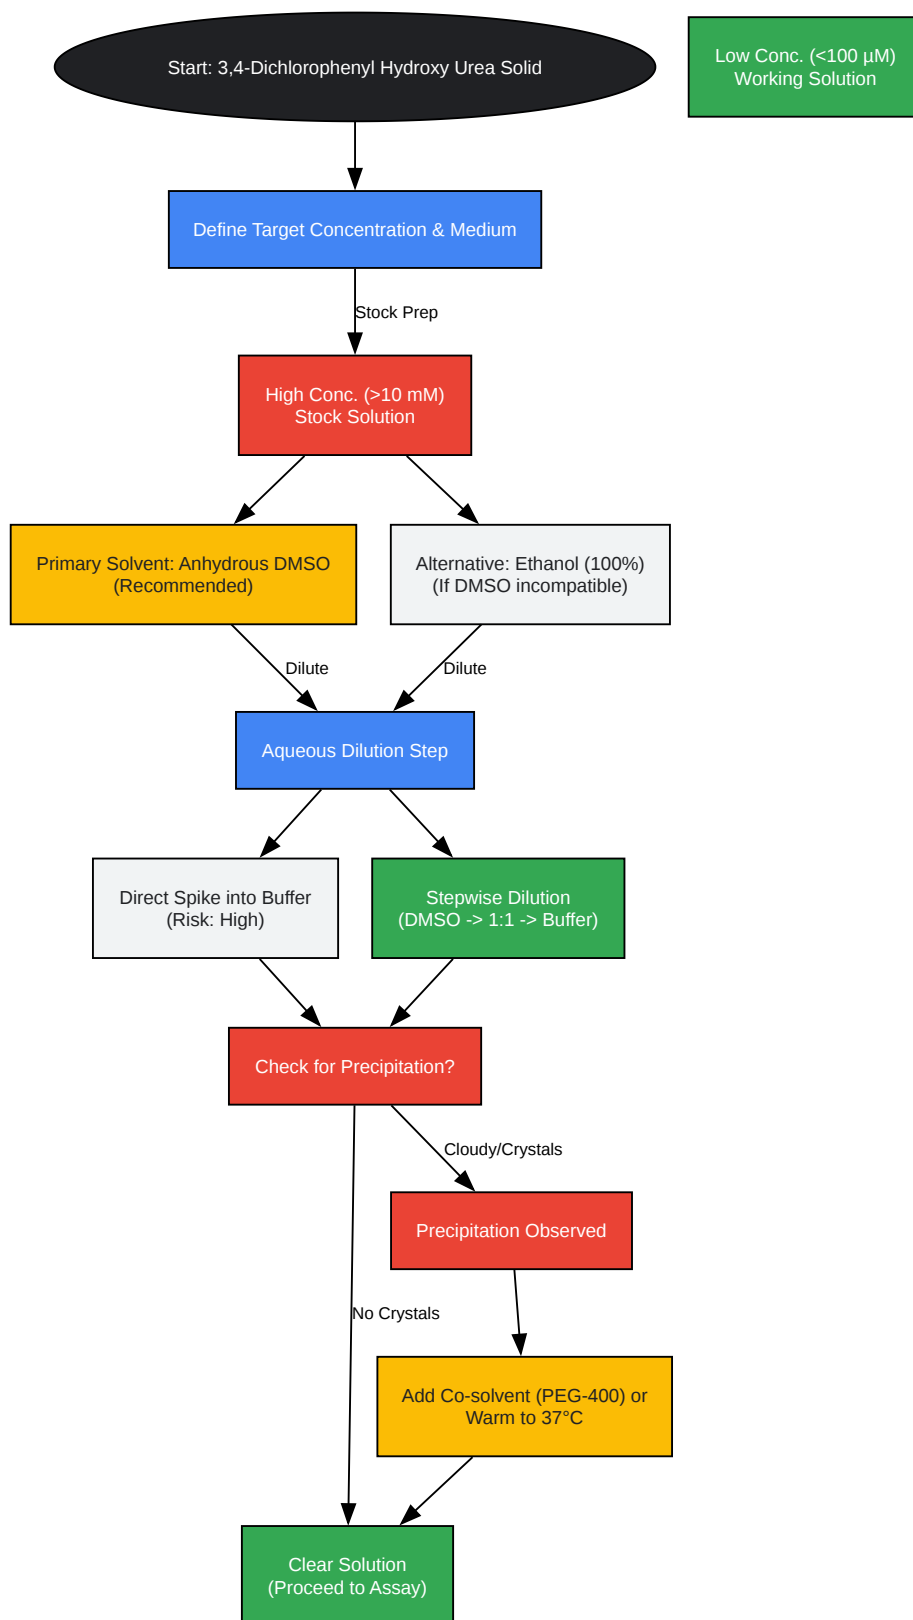 Start: 3,4-Dichlorophenyl Hydroxy Urea Solid
Low Conc. (<100 µM)
Working Solution
Define Target Concentration & Medium
Stock Prep
High Conc. (>10 mM)
Stock Solution
Primary Solvent: Anhydrous DMSO
(Recommended)
Alternative: Ethanol (100%)
(If DMSO incompatible)
Dilute
Dilute
Aqueous Dilution Step
Direct Spike into Buffer
(Risk: High)
Stepwise Dilution
(DMSO -> 1:1 -> Buffer)
Check for Precipitation?
Cloudy/Crystals
Precipitation Observed
No Crystals
Add Co-solvent (PEG-400) or
Warm to 37°C
Clear Solution
(Proceed to Assay)